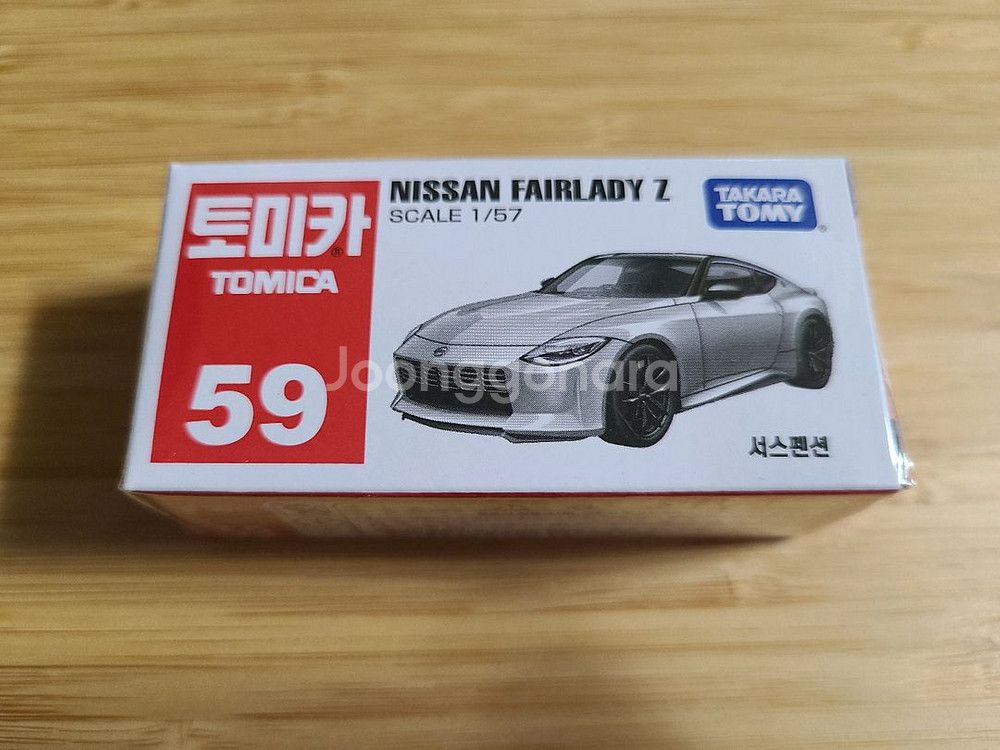 토미카®
TOMICA
59
NISSAN FAIRLADY Z
SCALE 1/57
TAKARA
TOMY®
Joonggonara
서스펜션